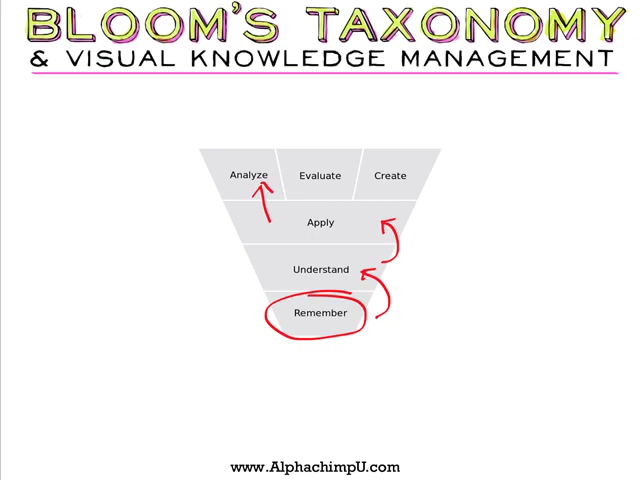 BLOOM'S TAXONOMY
& VISUAL KNOWLEDGE MANAGEMENT
Analyze Evaluate Create
Apply
Understand
Remember
www.AlphachimpU.com